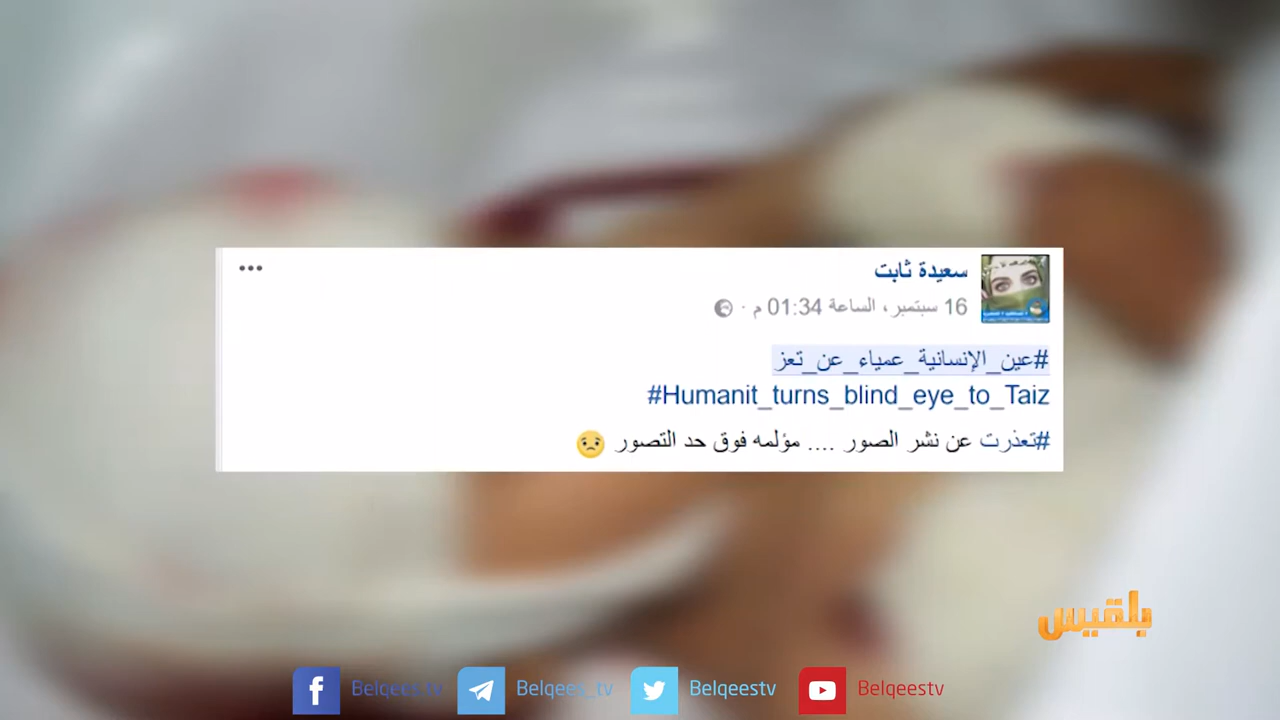 سعيدة ثابت
16 سبتمبر، الساعة 01:34 م ·
#عين_الإنسانية_عمياء_عن_تعز
#Humanit_turns_blind_eye_to_Taiz
#تعذرت عن نشر الصور .... مؤلمه فوق حد التصور 😟
بلقيس
Belqees.tv Belqees_tv Belqeestv Belqeestv